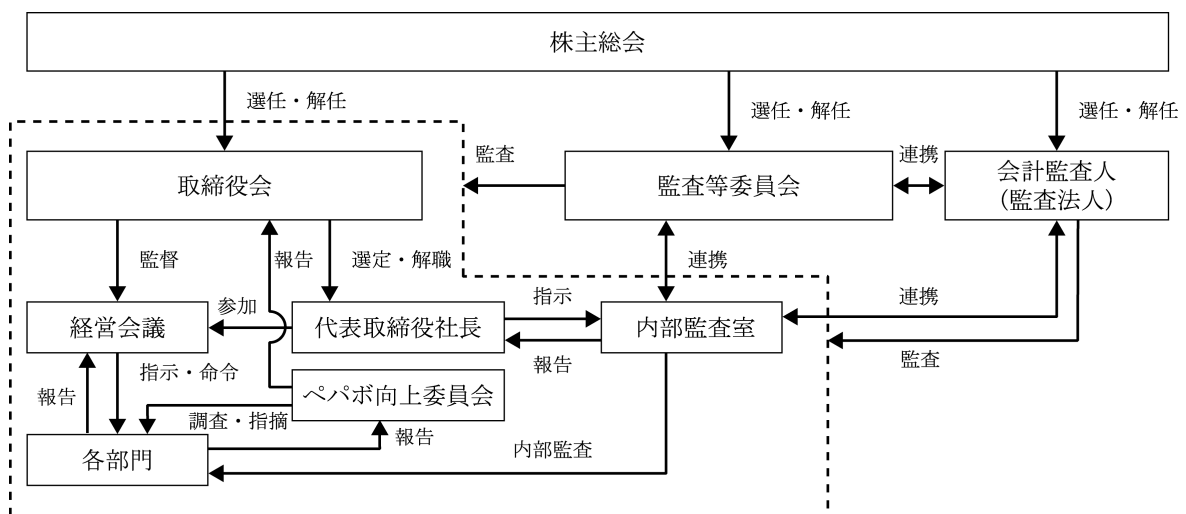 株主総会
選任・解任
選任・解任
選任・解任
取締役会
監査
監査等委員会
連携
会計監査人
(監査法人)
監督
報告
選定・解職
連携
経営会議
参加
代表取締役社長
指示
報告
内部監査室
連携
監査
報告
指示・命令
ペパボ向上委員会
調査・指摘
報告
各部門
内部監査